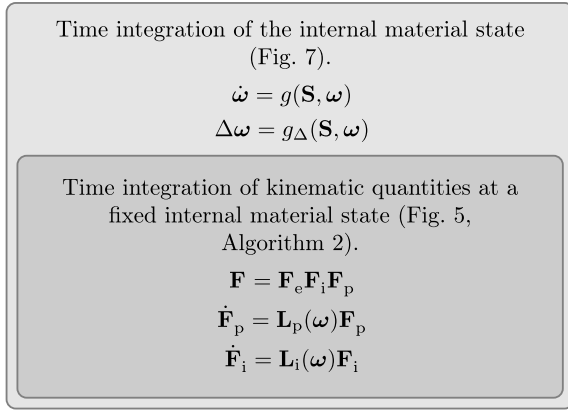 Time integration of the internal material state
(Fig. 7).
ω̇ = g(S, ω)
Δω = g_Δ(S, ω)
Time integration of kinematic quantities at a
fixed internal material state (Fig. 5,
Algorithm 2).
F = F_e F_i F_p
Ḟ_p = L_p(ω)F_p
Ḟ_i = L_i(ω)F_i